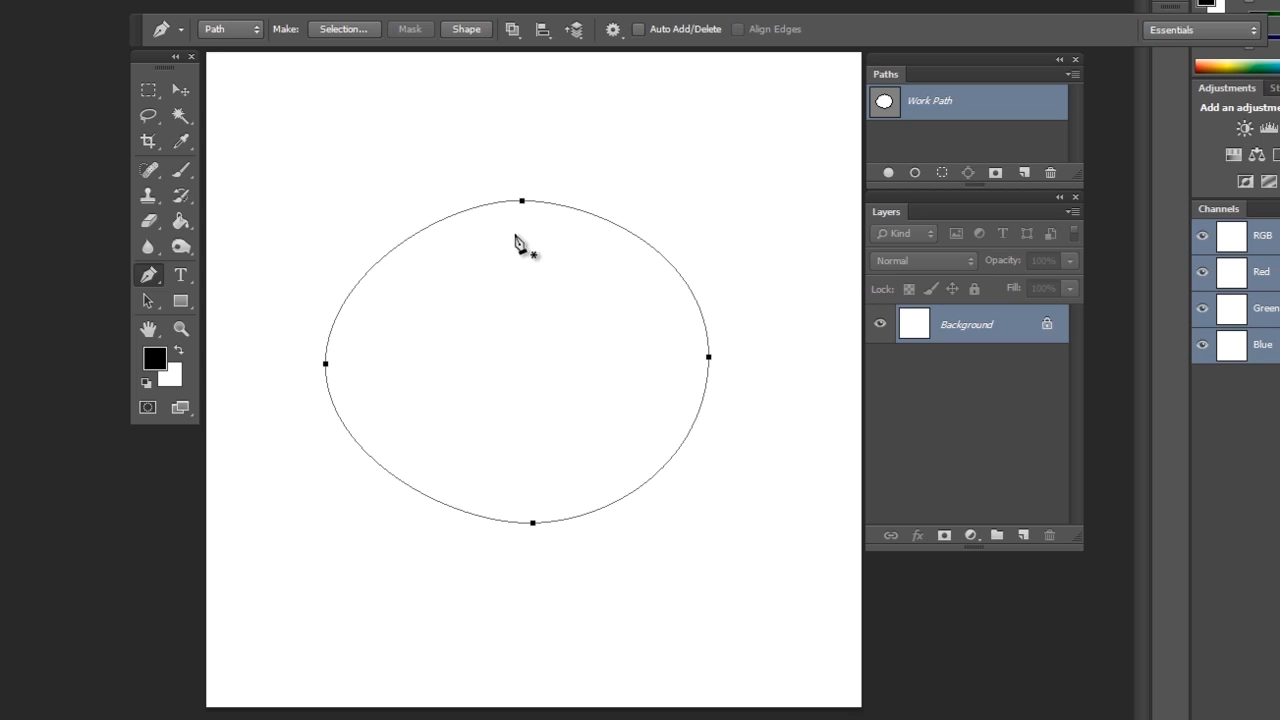 Path
Make:
Selection...
Mask
Shape
Auto Add/Delete
Align Edges
Essentials
Paths
Work Path
Adjustments
Add an adjustme
Layers
Kind
Normal
Opacity:
100%
Lock:
Fill:
100%
Background
Channels
RGB
Red
Green
Blue